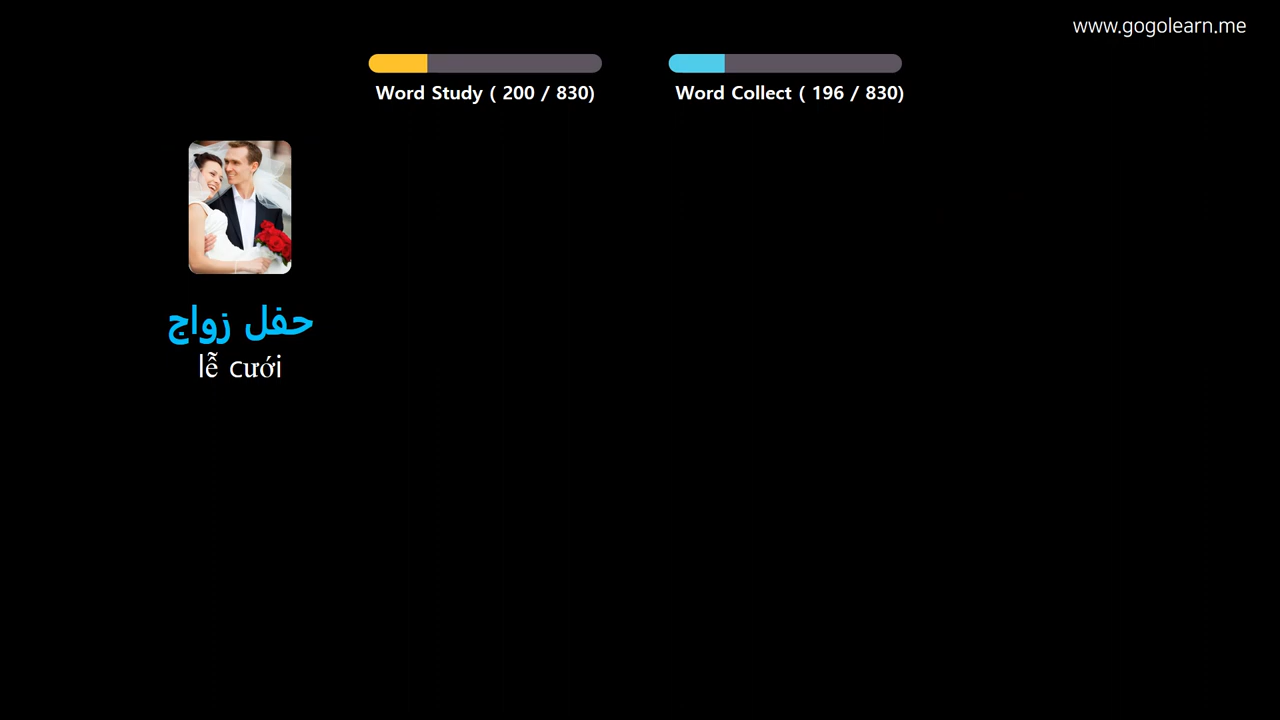 www.gogolearn.me
Word Study ( 200 / 830)
Word Collect ( 196 / 830)
حفل زواج
lễ cưới